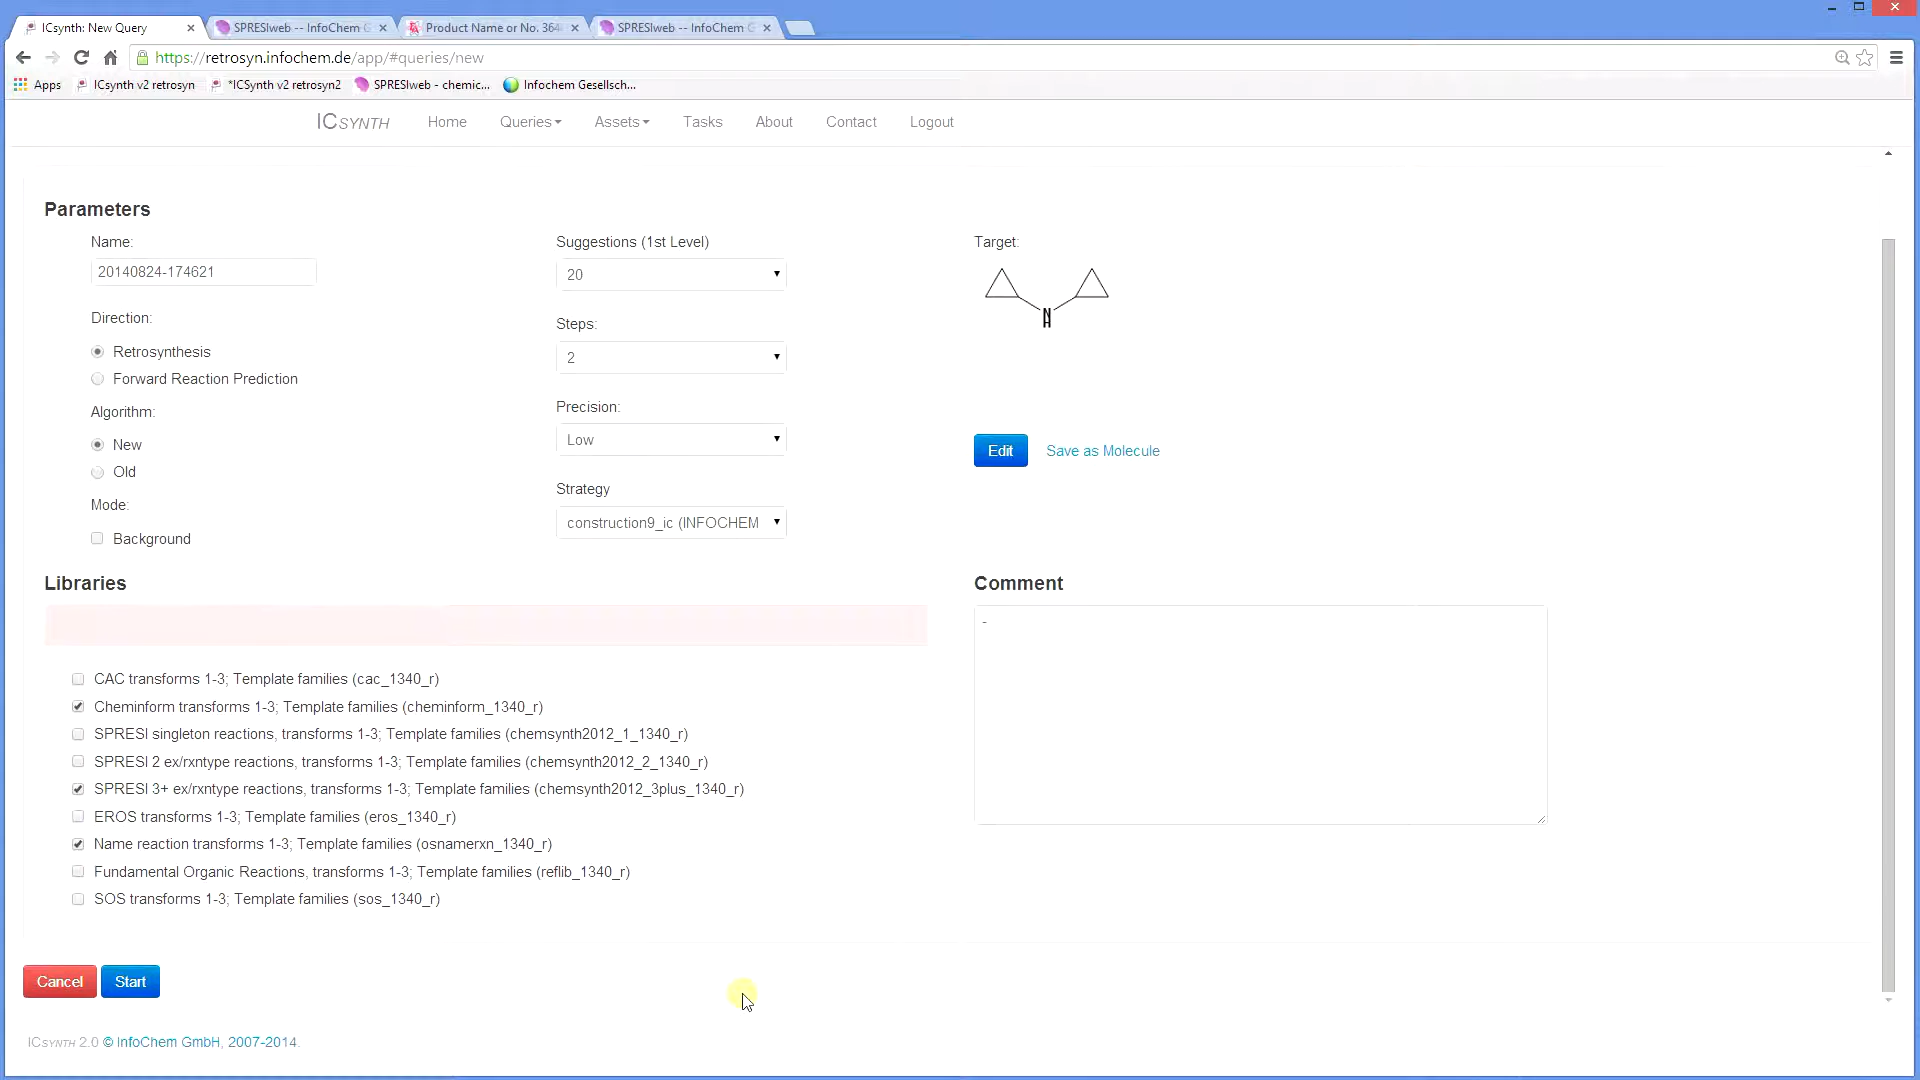 ICsynth: New Query
SPRESIweb -- InfoChem G
Product Name or No. 364
SPRESIweb -- InfoChem G
https://retrosyn.infochem.de/app/#queries/new
Apps
ICsynth v2 retrosyn
*ICSynth v2 retrosyn2
SPRESIweb - chemic...
Infochem Gesellsch...
ICSYNTH
Home
Queries
Assets
Tasks
About
Contact
Logout
Parameters
Name:
20140824-174621
Direction:
Retrosynthesis
Forward Reaction Prediction
Algorithm:
New
Old
Mode:
Background
Suggestions (1st Level)
20
Steps:
2
Precision:
Low
Strategy
construction9_ic (INFOCHEM
Target:
N
H
Edit
Save as Molecule
Libraries
CAC transforms 1-3; Template families (cac_1340_r)
Cheminform transforms 1-3; Template families (cheminform_1340_r)
SPRESI singleton reactions, transforms 1-3; Template families (chemsynth2012_1_1340_r)
SPRESI 2 ex/rxntype reactions, transforms 1-3; Template families (chemsynth2012_2_1340_r)
SPRESI 3+ ex/rxntype reactions, transforms 1-3; Template families (chemsynth2012_3plus_1340_r)
EROS transforms 1-3; Template families (eros_1340_r)
Name reaction transforms 1-3; Template families (osnamerxn_1340_r)
Fundamental Organic Reactions, transforms 1-3; Template families (reflib_1340_r)
SOS transforms 1-3; Template families (sos_1340_r)
Comment
-
Cancel
Start
ICSYNTH 2.0 © InfoChem GmbH, 2007-2014.